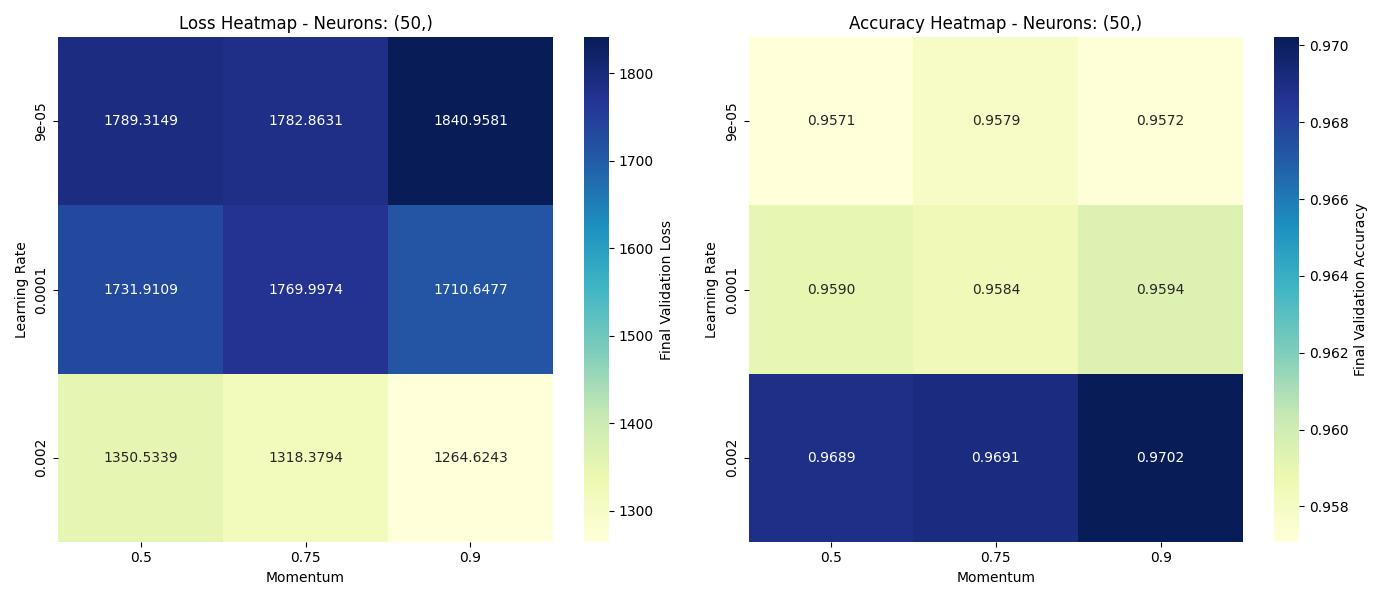 Loss Heatmap - Neurons: (50,)
Learning Rate
9e-05
0.0001
0.002
1789.3149 1782.8631 1840.9581
1731.9109 1769.9974 1710.6477
1350.5339 1318.3794 1264.6243
0.5 0.75 0.9
Momentum
1800
1700
1600
1500
1400
1300
Final Validation Loss
Accuracy Heatmap - Neurons: (50,)
Learning Rate
9e-05
0.0001
0.002
0.9571 0.9579 0.9572
0.9590 0.9584 0.9594
0.9689 0.9691 0.9702
0.5 0.75 0.9
Momentum
0.970
0.968
0.966
0.964
0.962
0.960
0.958
Final Validation Accuracy